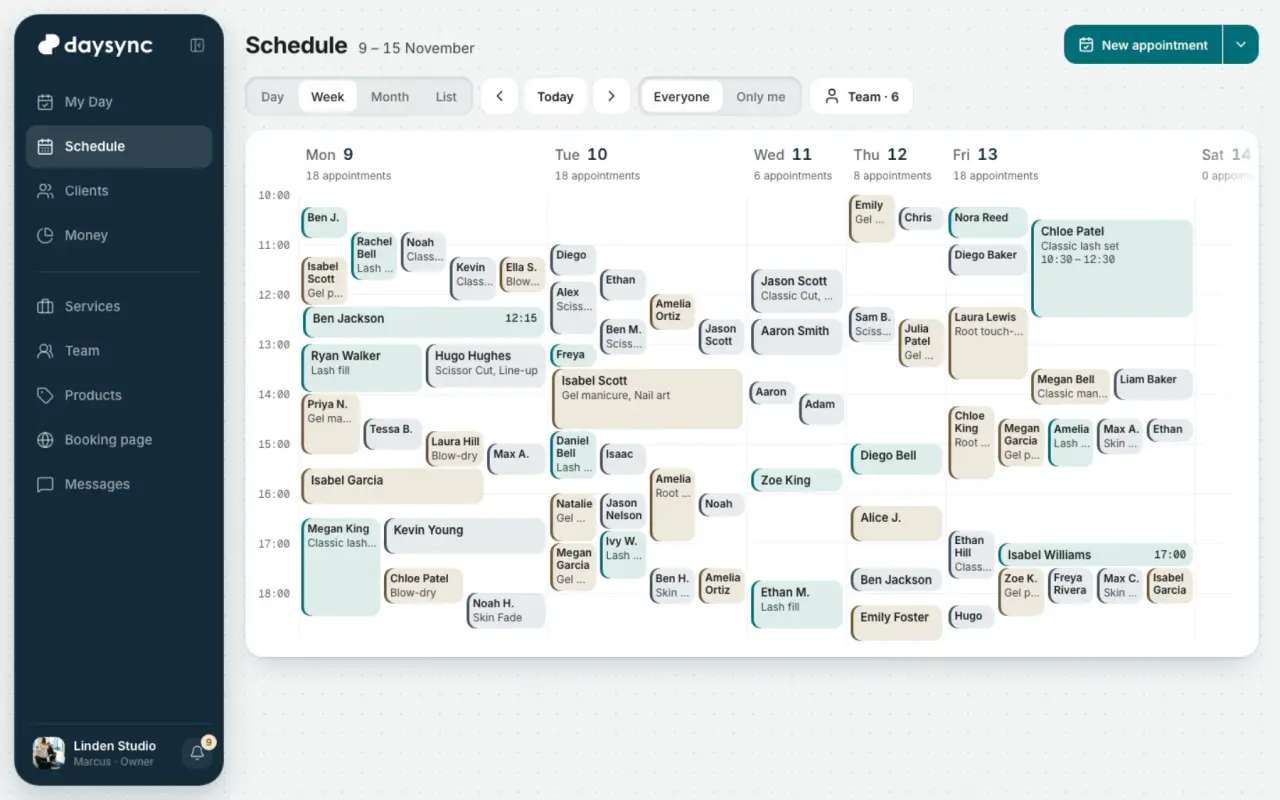 daysync
My Day
Schedule
Clients
Money
Services
Team
Products
Booking page
Messages
Linden Studio
Marcus · Owner
9
Schedule 9 – 15 November
New appointment
Day Week Month List
Today
Everyone Only me
Team · 6
Mon 9
18 appointments
Tue 10
18 appointments
Wed 11
6 appointments
Thu 12
8 appointments
Fri 13
18 appointments
Sat 14
0 appoin
10:00
11:00
12:00
13:00
14:00
15:00
16:00
17:00
18:00
Ben J.
Rachel
Bell
Lash ...
Noah
Class...
Isabel
Scott
Gel p...
Kevin
Class...
Ella S.
Blow...
Ben Jackson 12:15
Ryan Walker
Lash fill
Hugo Hughes
Scissor Cut, Line-up
Priya N.
Gel ma...
Tessa B.
Laura Hill
Blow-dry
Max A.
Isabel Garcia
Megan King
Classic lash...
Kevin Young
Chloe Patel
Blow-dry
Noah H.
Skin Fade
Diego
Ethan
Alex
Sciss...
Amelia
Ortiz
Ben M.
Sciss...
Jason
Scott
Freya
Isabel Scott
Gel manicure, Nail art
Daniel
Bell
Lash ...
Isaac
Amelia
Root ...
Natalie
Gel ...
Jason
Nelson
Noah
Ivy W.
Lash ...
Megan
Garcia
Gel ...
Ben H.
Skin ...
Amelia
Ortiz
Jason Scott
Classic Cut, ...
Aaron Smith
Aaron
Adam
Zoe King
Ethan M.
Lash fill
Emily
Gel ...
Chris
Sam B.
Sciss...
Julia
Patel
Gel ...
Diego Bell
Alice J.
Ben Jackson
Emily Foster
Nora Reed
Chloe Patel
Classic lash set
10:30 – 12:30
Diego Baker
Laura Lewis
Root touch-...
Megan Bell
Classic man...
Liam Baker
Chloe
King
Root ...
Megan
Garcia
Gel p...
Amelia
Lash ...
Max A.
Skin ...
Ethan
Ethan
Hill
Class...
Isabel Williams 17:00
Zoe K.
Gel p...
Freya
Rivera
Max C.
Skin ...
Isabel
Garcia
Hugo